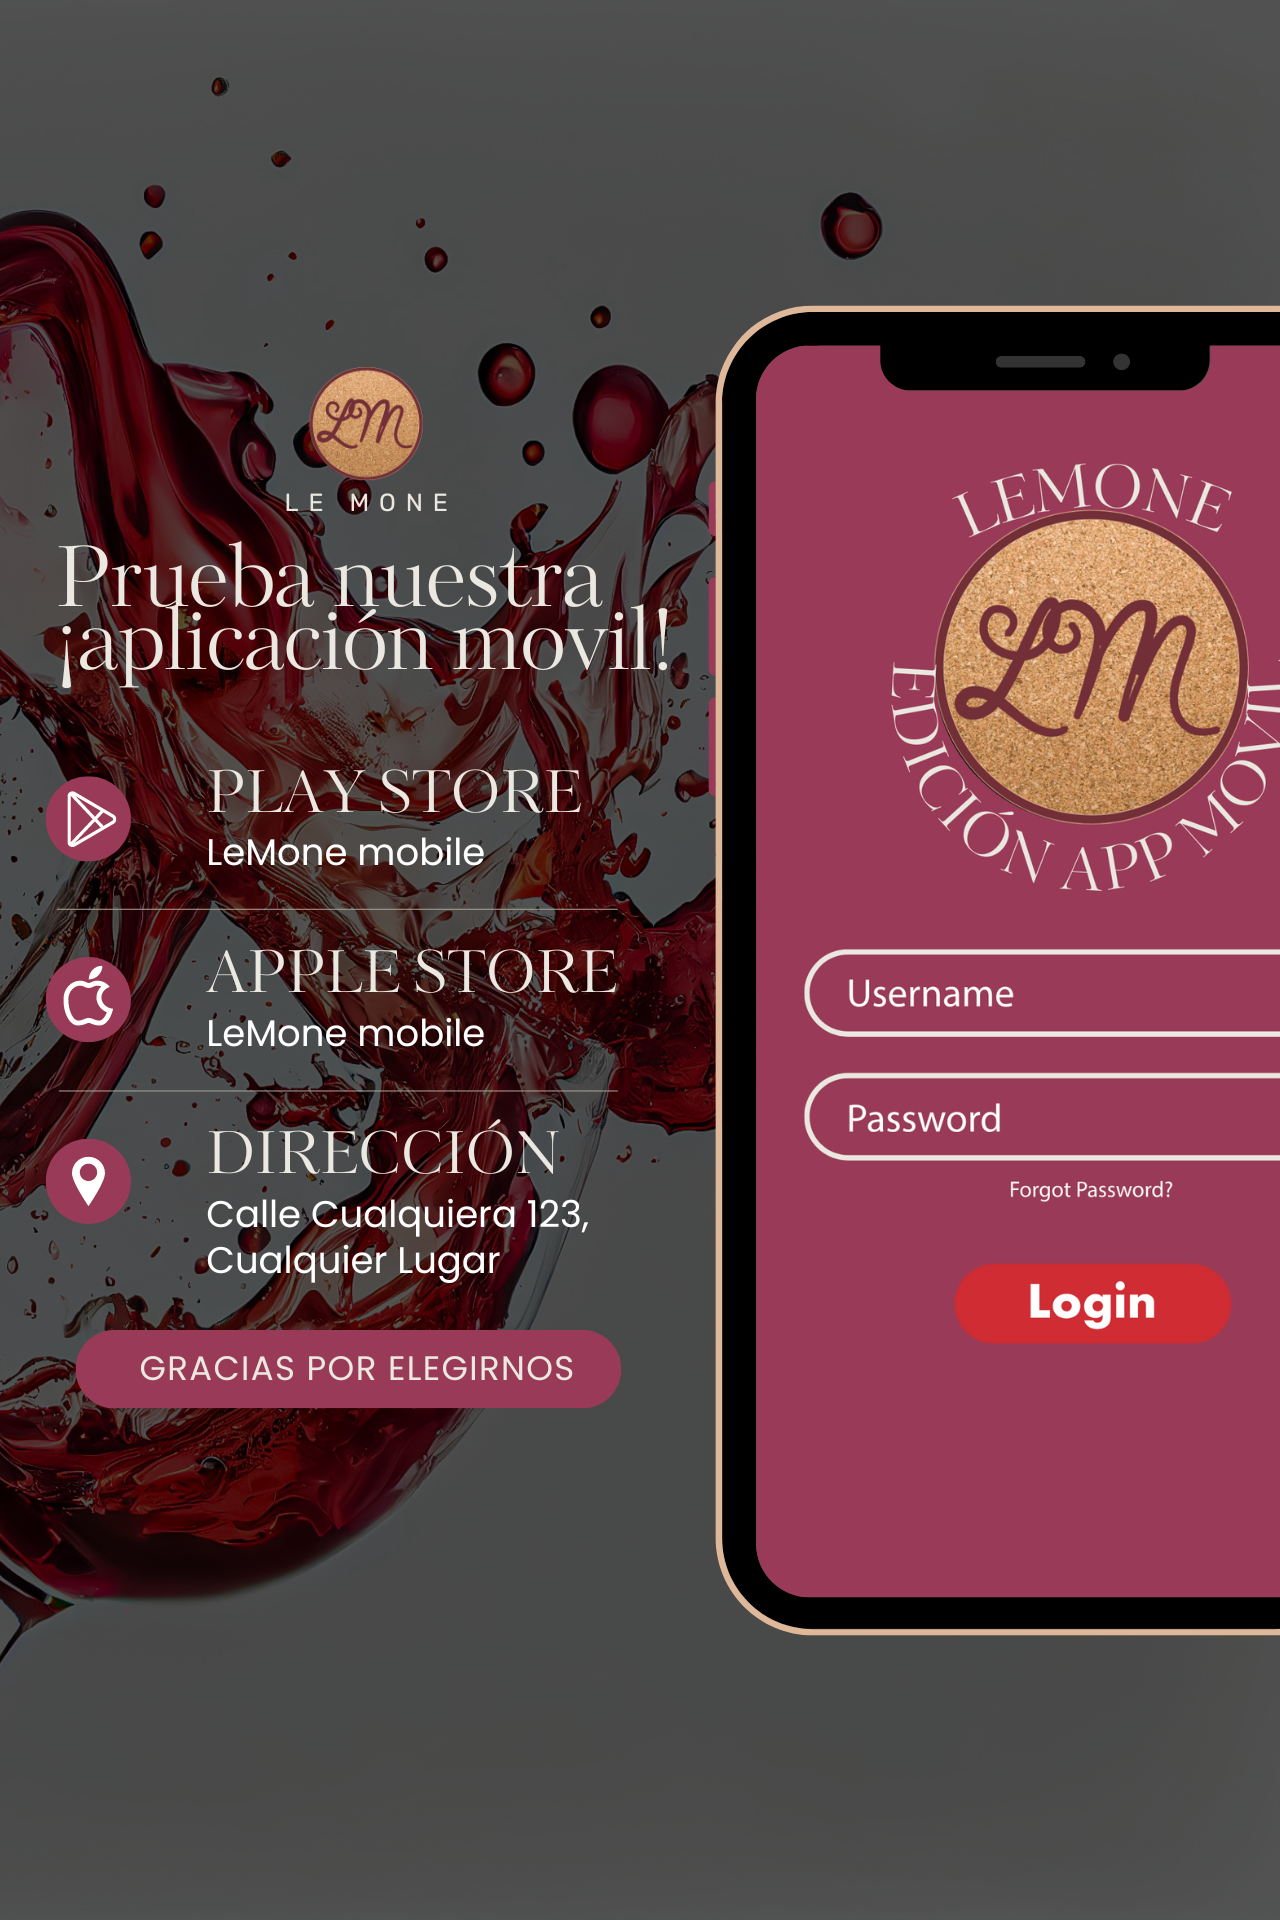 LM
LE MONE
Prueba nuestra
¡aplicación movil!
PLAY STORE
LeMone mobile
APPLE STORE
LeMone mobile
DIRECCIÓN
Calle Cualquiera 123,
Cualquier Lugar
GRACIAS POR ELEGIRNOS
LEMONE
LM
EDICIÓN APP MOVI
Username
Password
Forgot Password?
Login